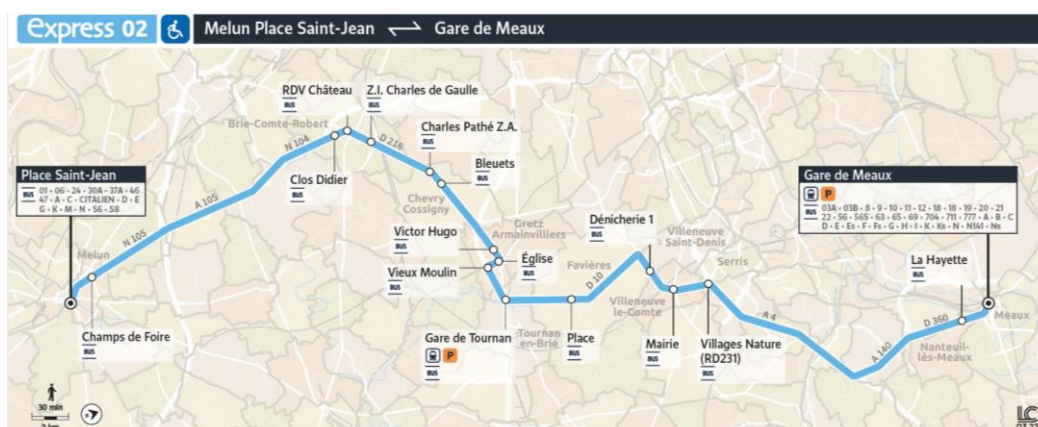 express 02 Melun Place Saint-Jean Gare de Meaux
RDV Château
BUS
Z.I. Charles de Gaulle
BUS
Brie-Comte-Robert
N 104
D 216
Charles Pathé Z.A.
BUS
Clos Didier
BUS
Bleuets
BUS
Place Saint-Jean
BUS
01 - 06 - 24 - 30A - 37A - 46
47 - A - C - CITALIEN - D - E
G - K - M - N - S6 - S8
A 105
Chevry
Cossigny
Gare de Meaux
P
BUS
03A - 03B - 8 - 9 - 10 - 11 - 12 - 18 - 18 - 19 - 20 - 21
22 - 56 - 56S - 63 - 65 - 69 - 704 - 711 - 777 - A - B - C
D - E - Es - F - Fs - G - H - I - K - Ks - N - N141 - Ns
Gretz
Armainvilliers
Dénicherie 1
BUS
Villeneuve
Saint-Denis
Victor Hugo
BUS
N 105
Melun
Église
BUS
Favières
Serris
Vieux Moulin
BUS
D 10
La Hayette
BUS
Villeneuve
le-Comte
Meaux
Champs de Foire
BUS
Gare de Tournan
BUS
P
Tournan
en-Brie
Place
BUS
Mairie
BUS
Villages Nature
(RD231)
BUS
A 4
A 140
D 360
Nanteuil-
lès-Meaux
30 min
2 km
LC
03.22